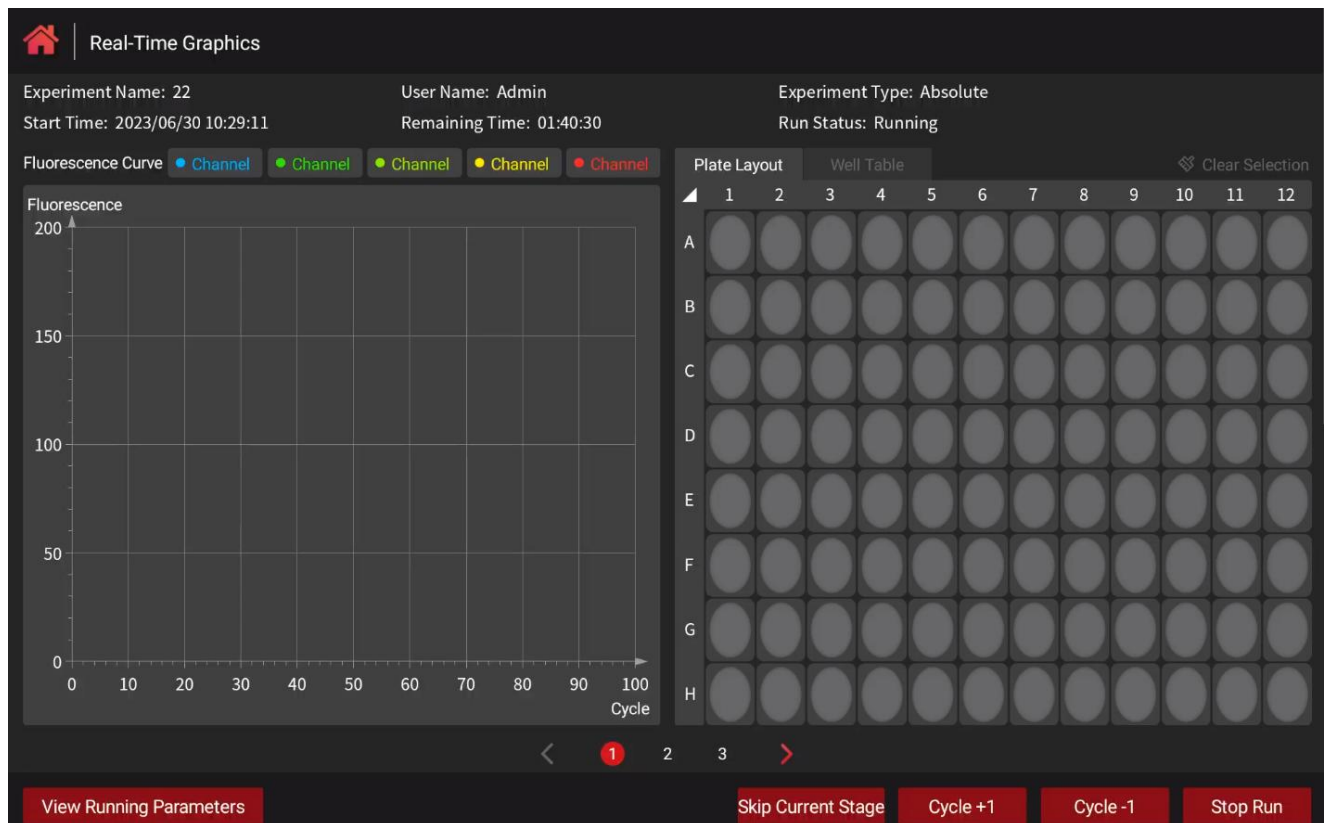 Real-Time Graphics
Experiment Name: 22 User Name: Admin Experiment Type: Absolute
Start Time: 2023/06/30 10:29:11 Remaining Time: 01:40:30 Run Status: Running
Fluorescence Curve Channel Channel Channel Channel Channel
Plate Layout Well Table Clear Selection
Fluorescence
200
150
100
50
0
0 10 20 30 40 50 60 70 80 90 100
Cycle
1 2 3 4 5 6 7 8 9 10 11 12
A
B
C
D
E
F
G
H
1 2 3
View Running Parameters Skip Current Stage Cycle +1 Cycle -1 Stop Run